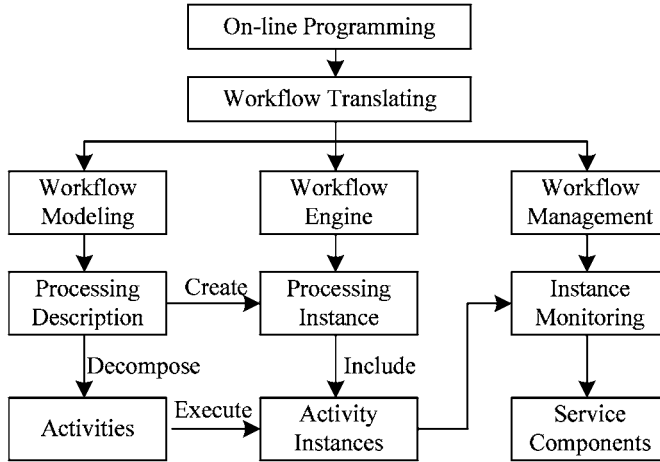 On-line Programming
Workflow Translating
Workflow
Modeling
Workflow
Engine
Workflow
Management
Processing
Description
Create
Processing
Instance
Instance
Monitoring
Decompose
Include
Activities
Execute
Activity
Instances
Service
Components